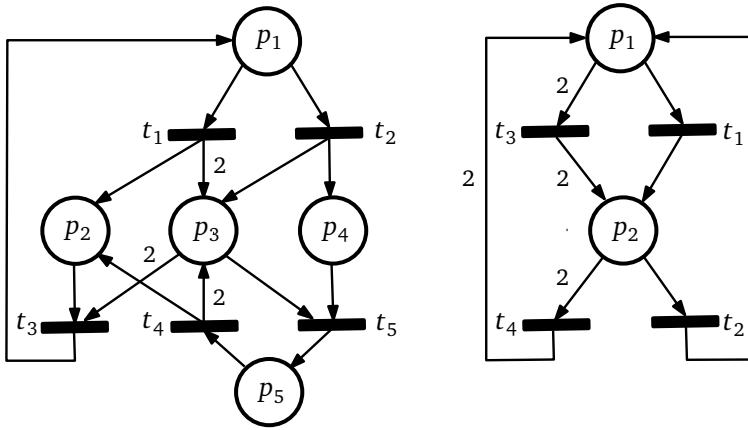 p₁ p₁
2
t₁ 2 t₂ t₃ t₁
2 2
p₂ 2 p₃ p₄ p₂
2 2
t₃ t₄ t₅ t₄ t₂
p₅